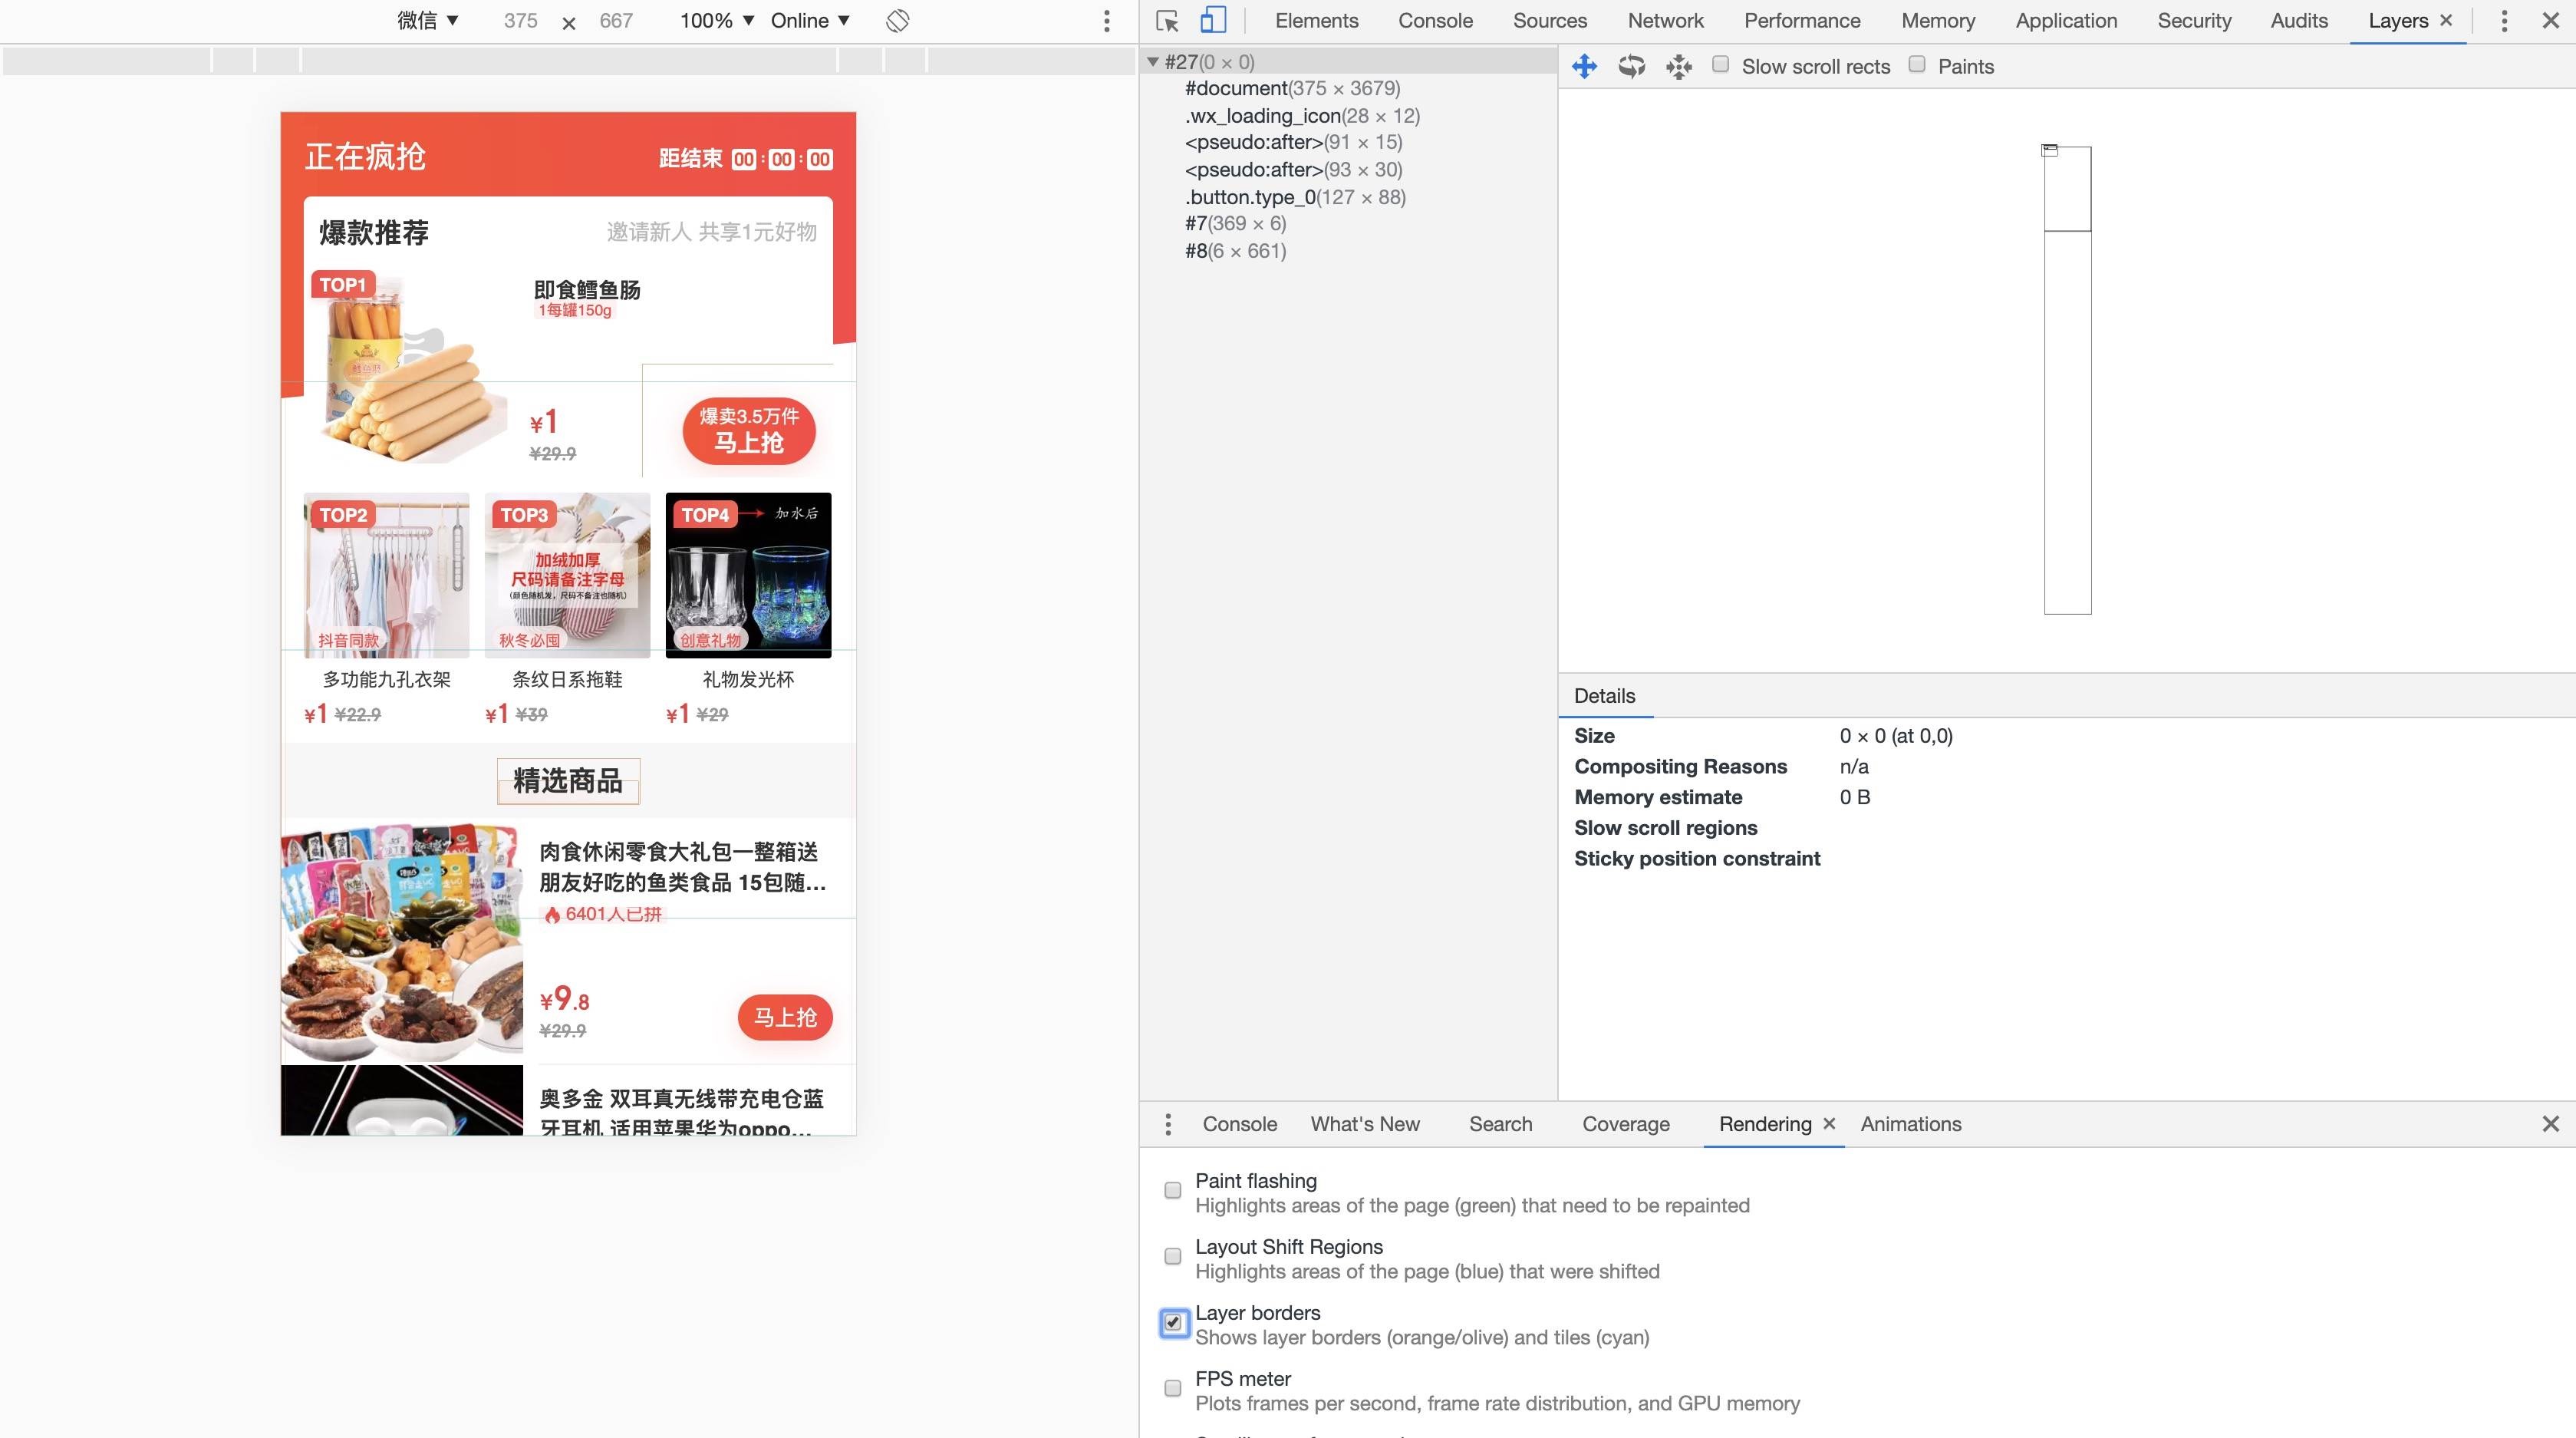 微信 ▼ 375 × 667 100% ▼ Online ▼
Elements Console Sources Network Performance Memory Application Security Audits Layers ×
正在疯抢
距结束 00 : 00 : 00
爆款推荐
邀请新人 共享1元好物
TOP1
即食鳕鱼肠
1每罐150g
¥1
¥29.9
爆卖3.5万件
马上抢
TOP2
抖音同款
TOP3
加绒加厚
尺码请备注字母
(颜色随机发，尺码不备注也随机)
秋冬必囤
TOP4
加水后
创意礼物
多功能九孔衣架
条纹日系拖鞋
礼物发光杯
¥1 ¥22.9
¥1 ¥39
¥1 ¥29
精选商品
肉食休闲零食大礼包一整箱送
朋友好吃的鱼类食品 15包随...
6401人已拼
¥9.8
¥29.9
马上抢
奥多金 双耳真无线带充电仓蓝
牙耳机 适用苹果华为oppo...
▼ #27(0 × 0)
#document(375 × 3679)
.wx_loading_icon(28 × 12)
<pseudo:after>(91 × 15)
<pseudo:after>(93 × 30)
.button.type_0(127 × 88)
#7(369 × 6)
#8(6 × 661)
Slow scroll rects Paints
Details
Size 0 × 0 (at 0,0)
Compositing Reasons n/a
Memory estimate 0 B
Slow scroll regions
Sticky position constraint
Console What's New Search Coverage Rendering × Animations
Paint flashing
Highlights areas of the page (green) that need to be repainted
Layout Shift Regions
Highlights areas of the page (blue) that were shifted
Layer borders
Shows layer borders (orange/olive) and tiles (cyan)
FPS meter
Plots frames per second, frame rate distribution, and GPU memory